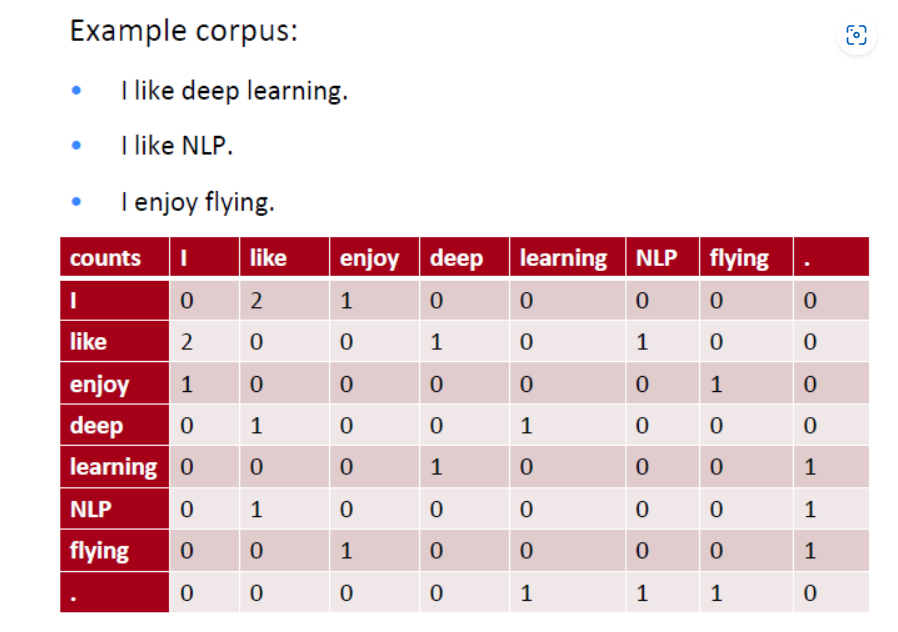 Example corpus:
• I like deep learning.
• I like NLP.
• I enjoy flying.
counts I like enjoy deep learning NLP flying .
I 0 2 1 0 0 0 0 0
like 2 0 0 1 0 1 0 0
enjoy 1 0 0 0 0 0 1 0
deep 0 1 0 0 1 0 0 0
learning 0 0 0 1 0 0 0 1
NLP 0 1 0 0 0 0 0 1
flying 0 0 1 0 0 0 0 1
. 0 0 0 0 1 1 1 0